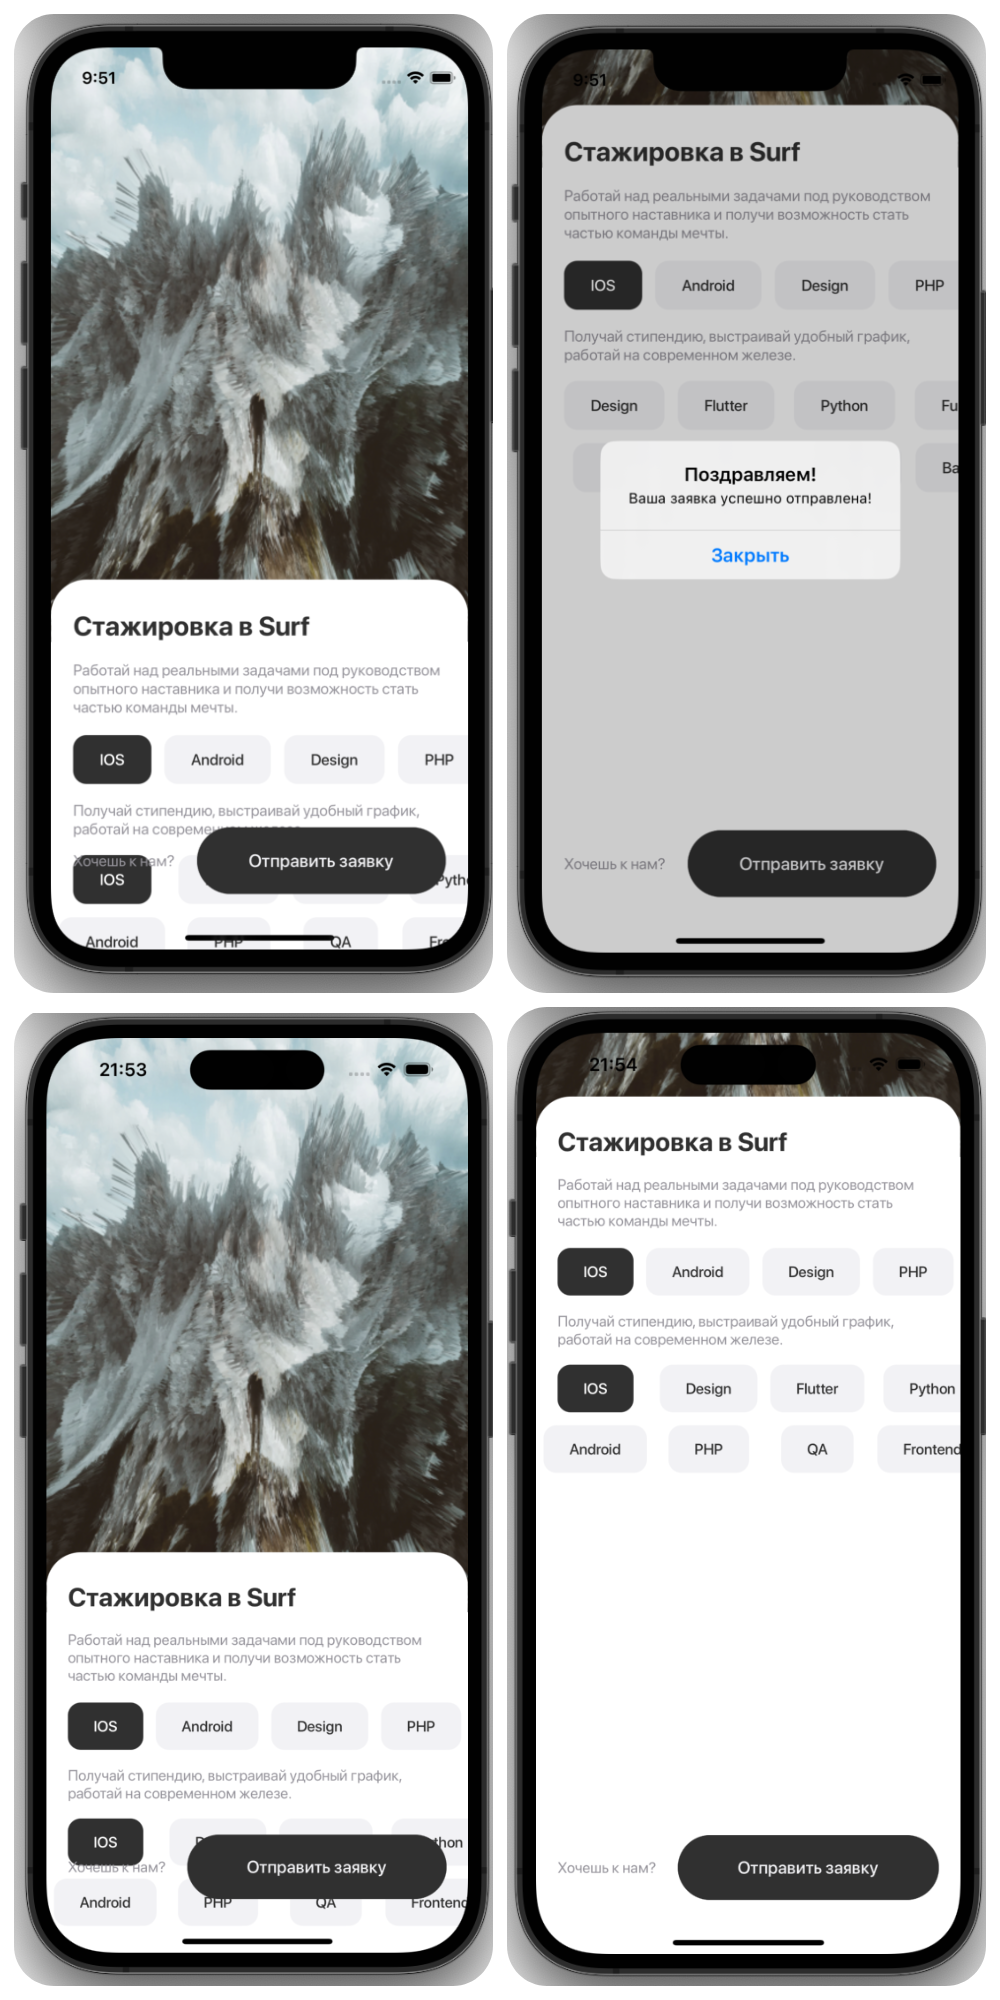 9:51
Стажировка в Surf
Работай над реальными задачами под руководством
опытного наставника и получи возможность стать
частью команды мечты.
IOS Android Design PHP
Получай стипендию, выстраивай удобный график,
работай на
Хочешь к нам? Отправить заявку
IOS
Android PHP QA
9:51
Стажировка в Surf
Работай над реальными задачами под руководством
опытного наставника и получи возможность стать
частью команды мечты.
IOS Android Design PHP
Получай стипендию, выстраивай удобный график,
работай на современном железе.
Design Flutter Python Fu
Ba
Поздравляем!
Ваша заявка успешно отправлена!
Закрыть
Хочешь к нам? Отправить заявку
21:53
Стажировка в Surf
Работай над реальными задачами под руководством
опытного наставника и получи возможность стать
частью команды мечты.
IOS Android Design PHP
Получай стипендию, выстраивай удобный график,
работай на современном железе.
IOS thon
Хочешь к нам? Отправить заявку
Android PHP QA Frontend
21:54
Стажировка в Surf
Работай над реальными задачами под руководством
опытного наставника и получи возможность стать
частью команды мечты.
IOS Android Design PHP
Получай стипендию, выстраивай удобный график,
работай на современном железе.
IOS Design Flutter Python
Android PHP QA Frontend
Хочешь к нам? Отправить заявку